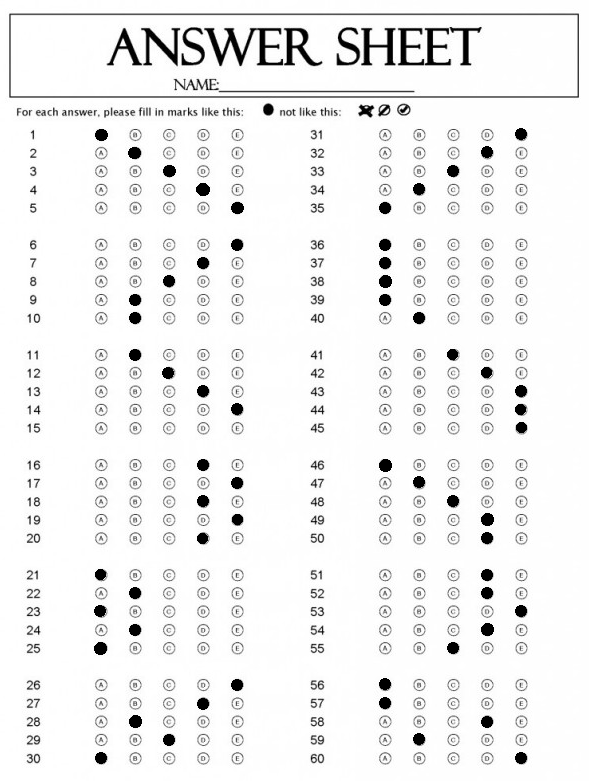 ANSWER SHEET
NAME:
For each answer, please fill in marks like this: not like this:
1 B C D E 31 A B C D
2 A C D E 32 A B C E
3 A B D E 33 A B D E
4 A B C E 34 A C D E
5 A B C D 35 B C D E
6 A B C D 36 B C D E
7 A B C E 37 B C D E
8 A B D E 38 B C D E
9 A C D E 39 B C D E
10 A C D E 40 A C D E
11 A C D E 41 A B D E
12 A B D E 42 A B C E
13 A B C E 43 A B C D
14 A B C D 44 A B C D
15 A B C D E 45 A B C D
16 A B C E 46 B C D E
17 A B C D 47 A C D E
18 A B C E 48 A B D E
19 A B C D 49 A B C E
20 A B C E 50 A B C E
21 B C D E 51 A B C E
22 A C D E 52 A B C E
23 B C D E 53 A B C D
24 A C D E 54 A B C E
25 B C D E 55 A B D E
26 A B C D 56 B C D E
27 A B C E 57 B C D E
28 A C D E 58 A B C E
29 A B D E 59 A C D E
30 B C D E 60 A B C D